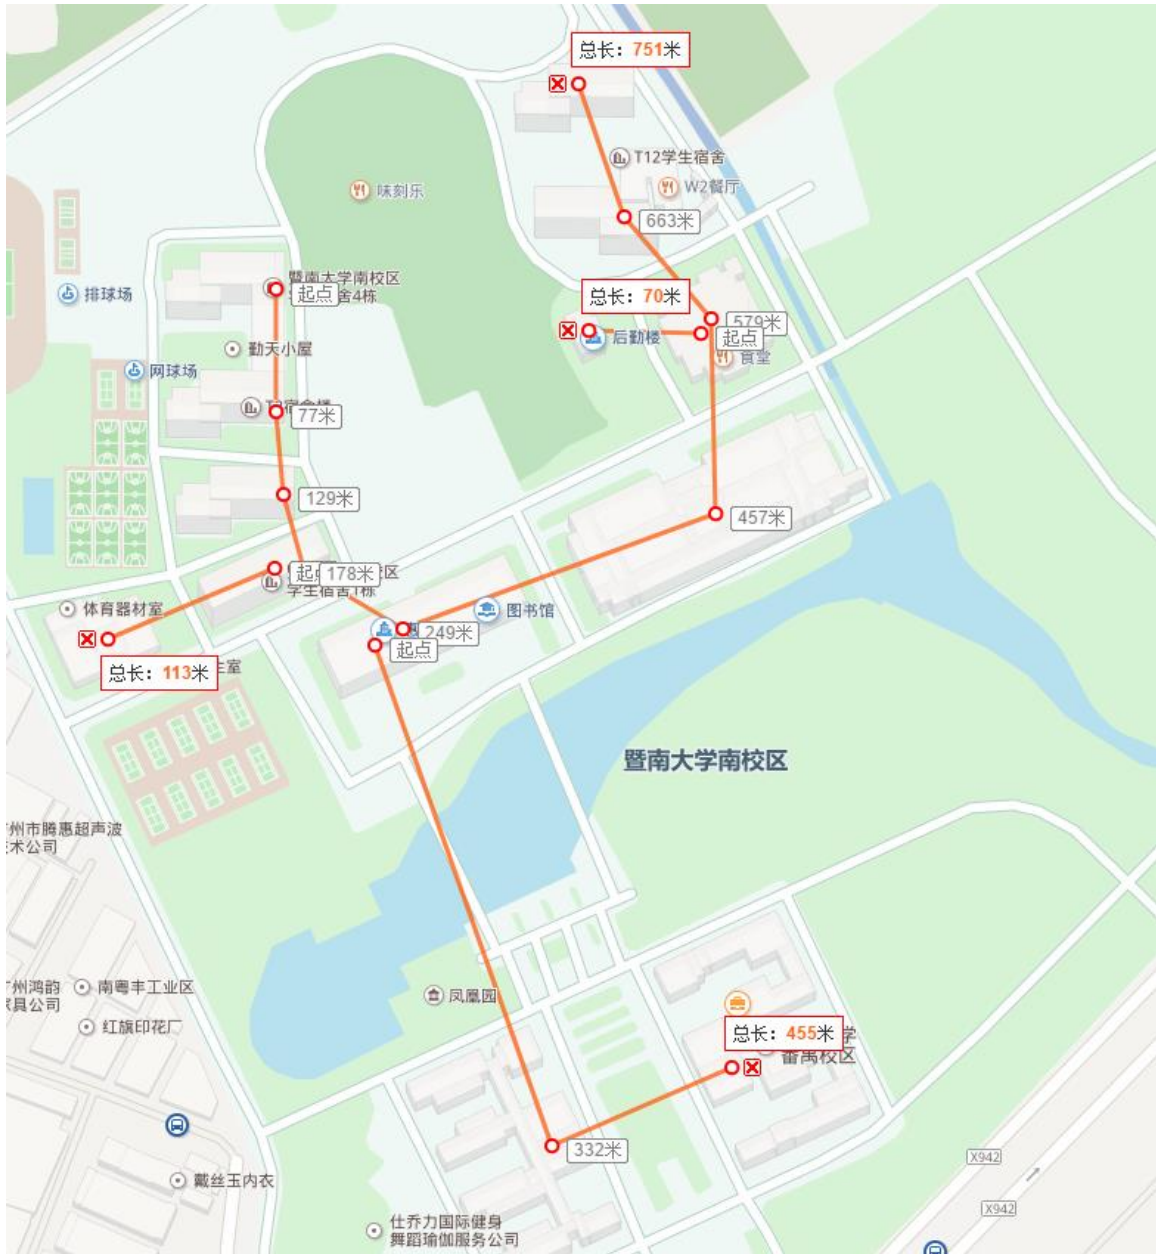 总长：751米
T12学生宿舍
W2餐厅
味刻乐
663米
暨南大学南校区
舍4栋
起点
排球场
总长：70米
579米
后勤楼
起点
食堂
勤天小屋
网球场
77米
129米
457米
起点
178米
区
学生宿舍1栋
体育器材室
图书馆
249米
起点
总长：113米
室
暨南大学南校区
州市腾惠超声波
术公司
州鸿韵
家具公司
南粤丰工业区
红旗印花厂
凤凰园
总长：455米
学
番禺校区
332米
X942
X942
戴丝玉内衣
仕乔力国际健身
舞蹈瑜伽服务公司